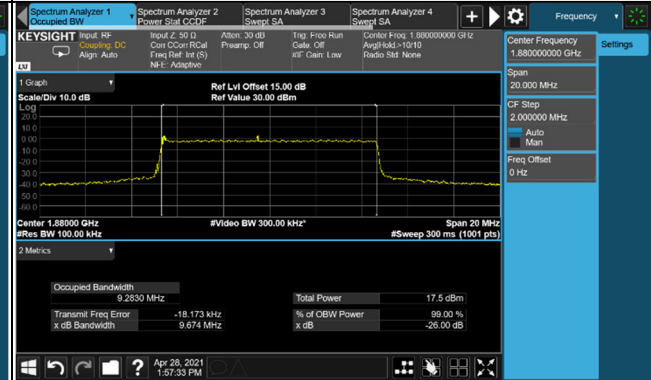 Spectrum Analyzer 1
Occupied BW
Spectrum Analyzer 2
Power Stat CCDF
Spectrum Analyzer 3
Swept SA
Spectrum Analyzer 4
Swept SA
Frequency
KEYSIGHT
Input: RF
Coupling: DC
Align: Auto
Input Z: 50 Ω
Corr CCorr RCal
Freq Ref: Int (S)
NFE: Adaptive
Atten: 30 dB
Preamp: Off
Trig: Free Run
Gate: Off
#IF Gain: Low
Center Freq: 1.880000000 GHz
Avg|Hold:>10/10
Radio Std: None
LXI
Center Frequency
1.880000000 GHz
Settings
Span
20.000 MHz
CF Step
2.000000 MHz
Auto
Man
Freq Offset
0 Hz
1 Graph
Scale/Div 10.0 dB
Ref Lvl Offset 15.00 dB
Ref Value 30.00 dBm
Log
20.0
10.0
0.00
-10.0
-20.0
-30.0
-40.0
-50.0
-60.0
Center 1.88000 GHz
#Res BW 100.00 kHz
#Video BW 300.00 kHz*
Span 20 MHz
#Sweep 300 ms (1001 pts)
2 Metrics
Occupied Bandwidth
9.2830 MHz
Transmit Freq Error -18.173 kHz
x dB Bandwidth 9.674 MHz
Total Power 17.5 dBm
% of OBW Power 99.00 %
x dB -26.00 dB
?
Apr 28, 2021
1:57:33 PM